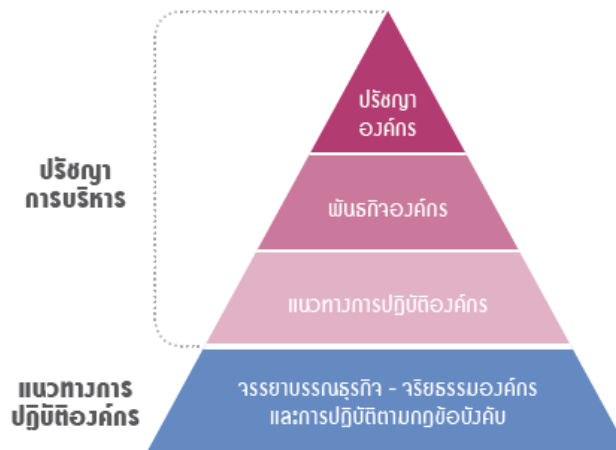 ปรัชญา
องค์กร
ปรัชญา
การบริหาร
พันธกิจองค์กร
แนวทางการปฏิบัติองค์กร
แนวทางการ
ปฏิบัติองค์กร
จรรยาบรรณธุรกิจ - จริยธรรมองค์กร
และการปฏิบัติตามกฎข้อบังคับ